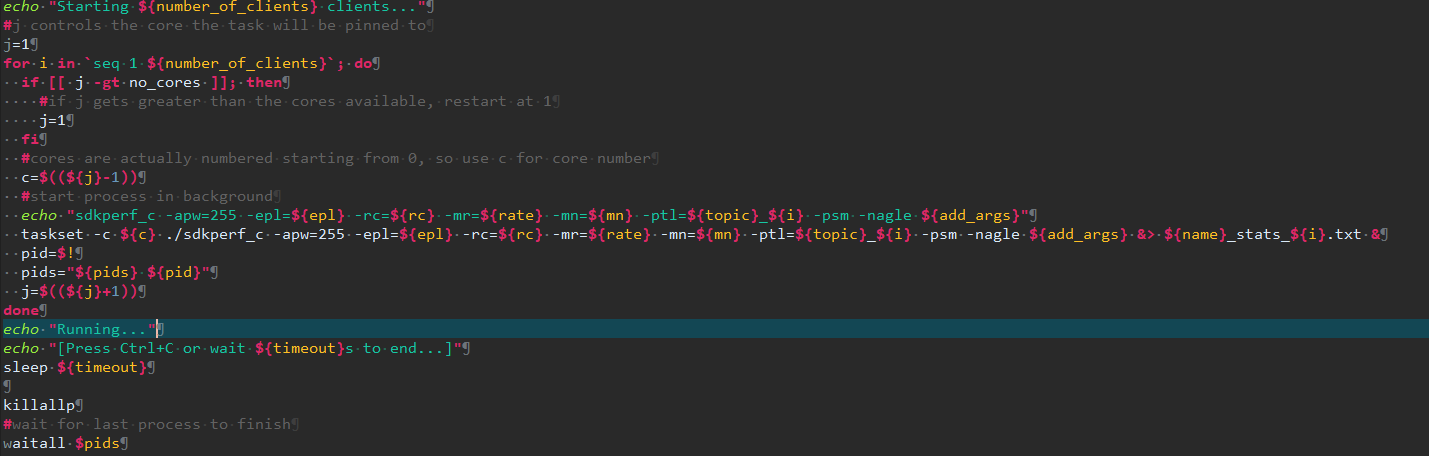 echo "Starting ${number_of_clients} clients..."¶
#j controls the core the task will be pinned to¶
j=1¶
for i in `seq 1 ${number_of_clients}`; do¶
··if [[ j -gt no_cores ]]; then¶
····#if j gets greater than the cores available, restart at 1¶
····j=1¶
··fi¶
··#cores are actually numbered starting from 0, so use c for core number¶
··c=$((${j}-1))¶
··#start process in background¶
··echo "sdkperf_c -apw=255 -epl=${epl} -rc=${rc} -mr=${rate} -mn=${mn} -ptl=${topic}_${i} -psm -nagle ${add_args}"¶
··taskset -c ${c} ./sdkperf_c -apw=255 -epl=${epl} -rc=${rc} -mr=${rate} -mn=${mn} -ptl=${topic}_${i} -psm -nagle ${add_args} &> ${name}_stats_${i}.txt &¶
··pid=$!¶
··pids="${pids} ${pid}"¶
··j=$((${j}+1))¶
done¶
echo "Running..."¶
echo "[Press Ctrl+C or wait ${timeout}s to end...]"¶
sleep ${timeout}¶
¶
killallp¶
#wait for last process to finish¶
waitall $pids¶